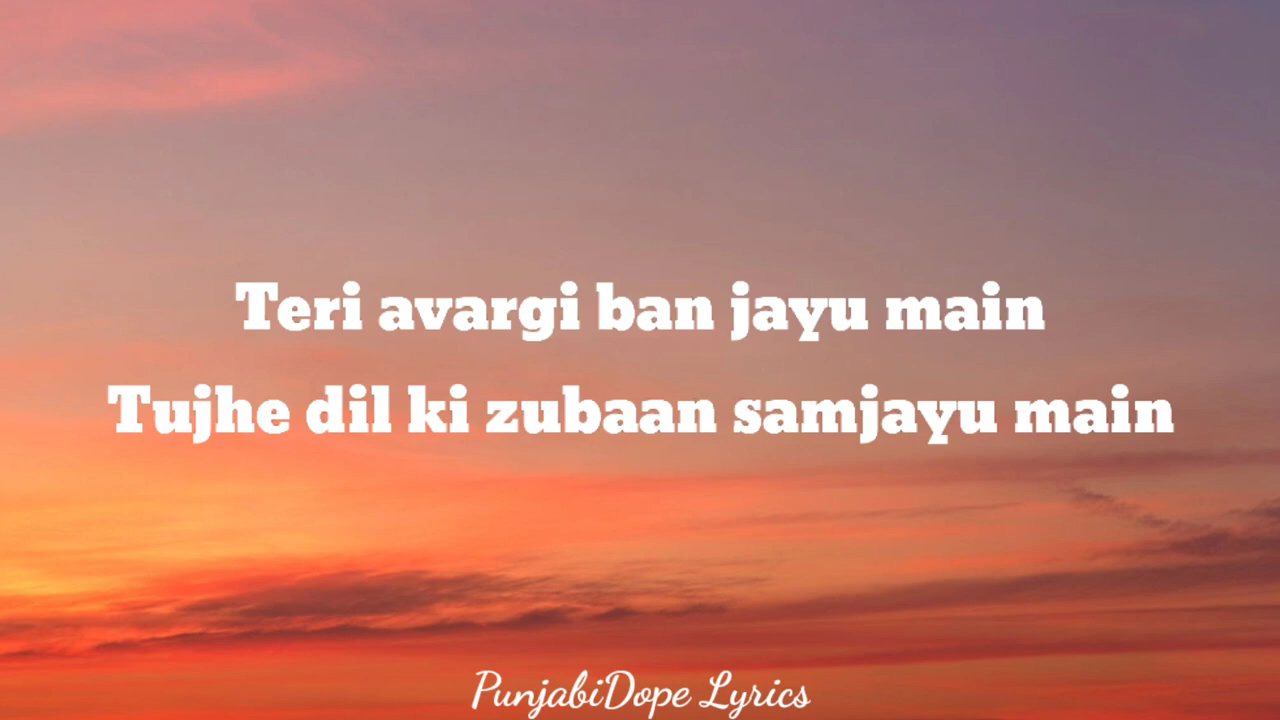 Teri avargi ban jayu main
Tujhe dil ki zubaan samjayu main
PunjabiDope Lyrics